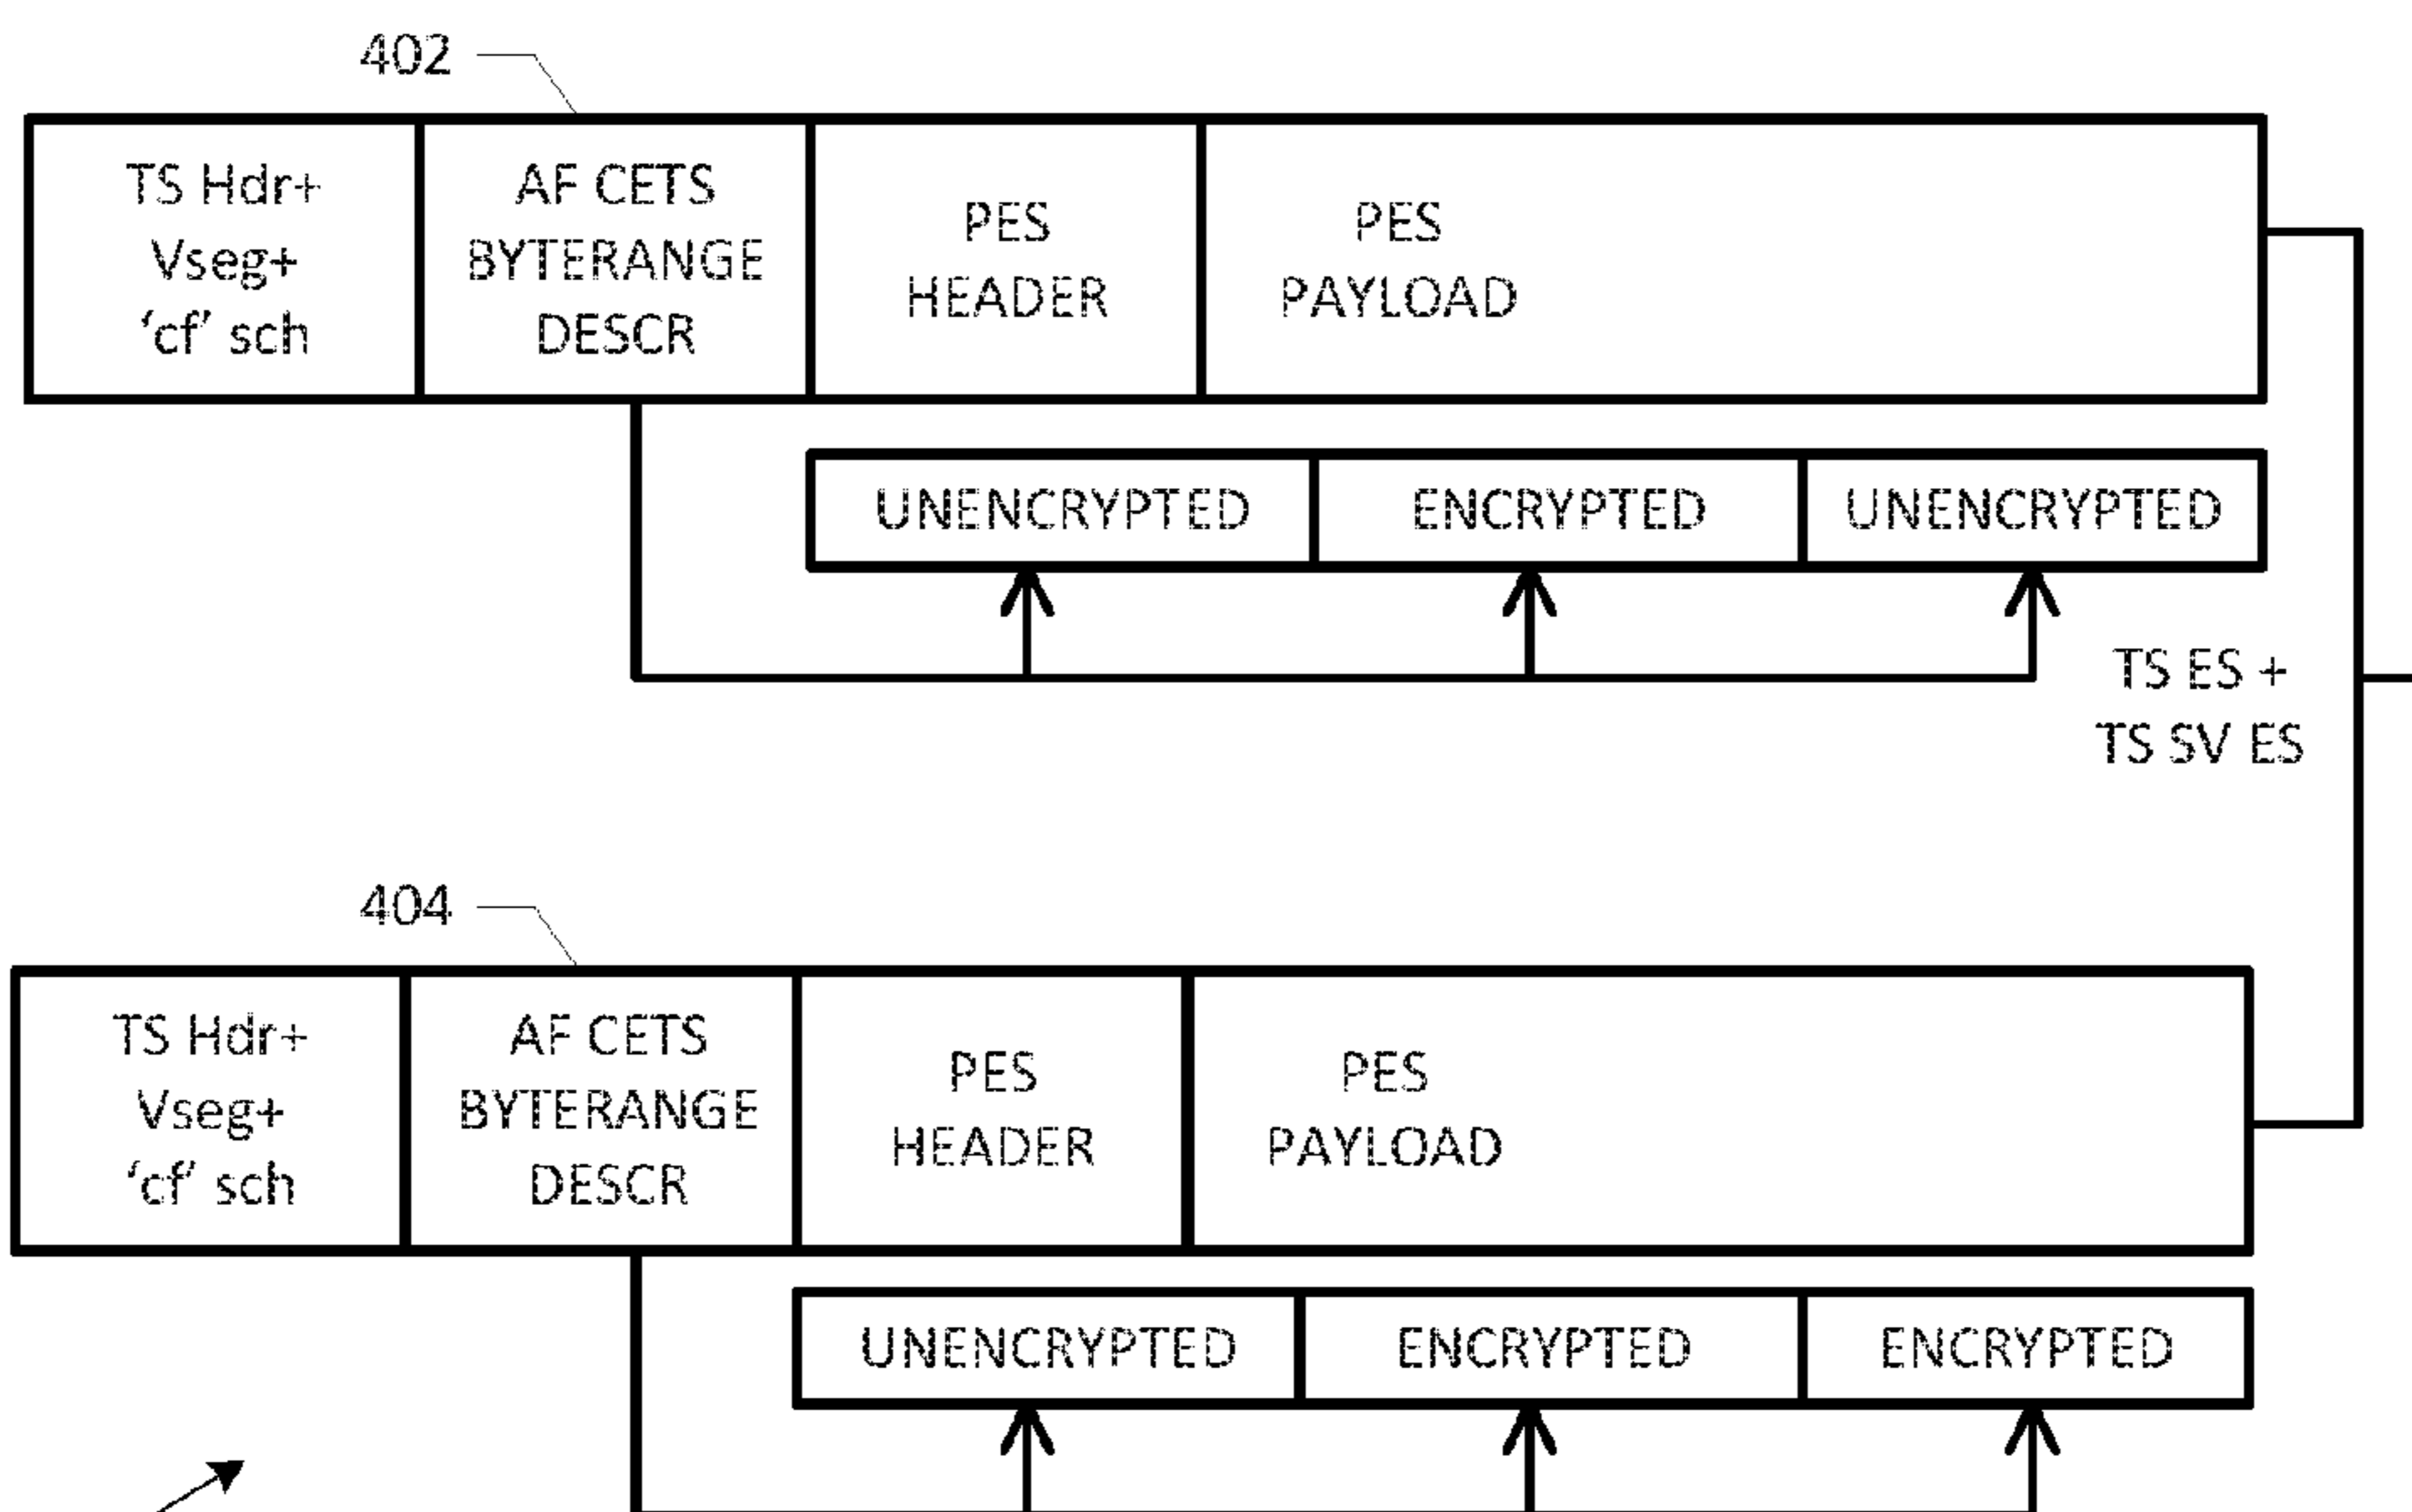 402
TS Hdr+
Vseg+
‘cf’ sch
AF CETS
BYTERANGE
DESCR
PES
HEADER
PES
PAYLOAD
UNENCRYPTED
ENCRYPTED
UNENCRYPTED
TS ES +
TS SV ES
404
TS Hdr+
Vseg+
‘cf’ sch
AF CETS
BYTERANGE
DESCR
PES
HEADER
PES
PAYLOAD
UNENCRYPTED
ENCRYPTED
ENCRYPTED